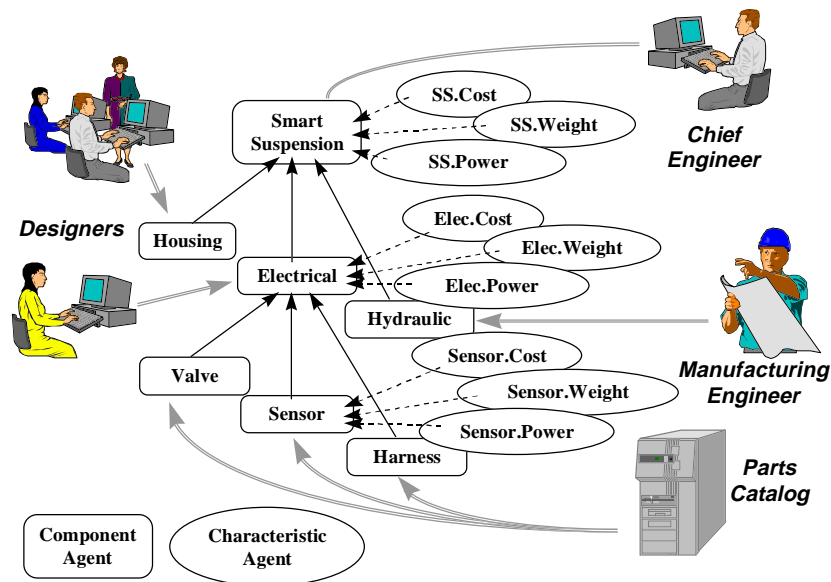 SS.Cost
Smart
Suspension
SS.Weight
SS.Power
Chief
Engineer
Designers
Housing
Elec.Cost
Elec.Weight
Electrical
Elec.Power
Hydraulic
Sensor.Cost
Manufacturing
Engineer
Valve
Sensor.Weight
Sensor
Sensor.Power
Harness
Parts
Catalog
Component
Agent
Characteristic
Agent